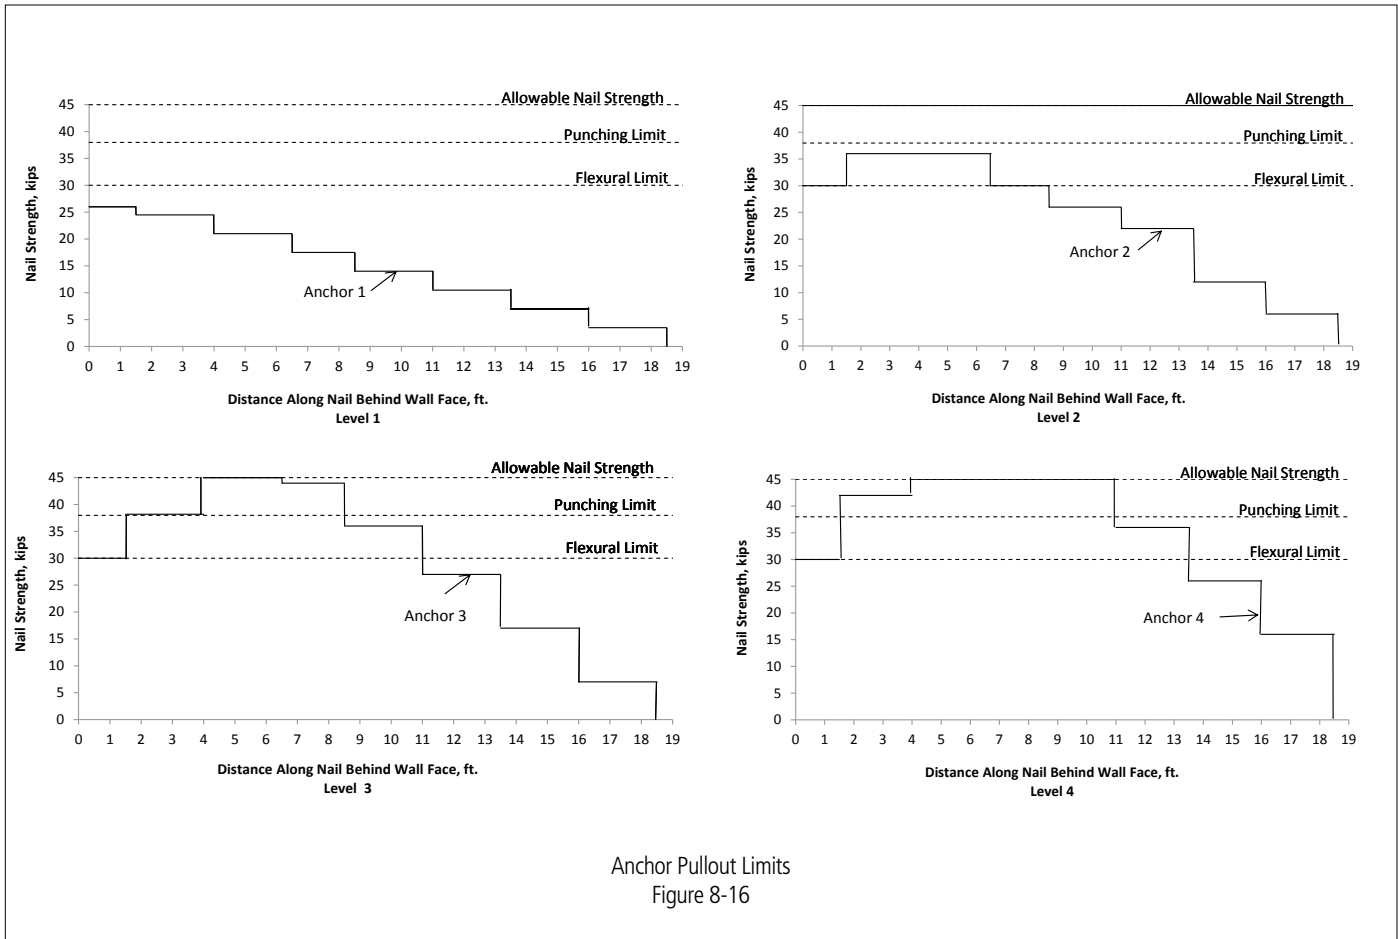 Allowable Nail Strength
Punching Limit
Flexural Limit
Nail Strength, kips
45
40
35
30
25
20
15
10
5
0
Anchor 1
0 1 2 3 4 5 6 7 8 9 10 11 12 13 14 15 16 17 18 19
Distance Along Nail Behind Wall Face, ft.
Level 1
Allowable Nail Strength
Punching Limit
Flexural Limit
Nail Strength, kips
45
40
35
30
25
20
15
10
5
0
Anchor 2
0 1 2 3 4 5 6 7 8 9 10 11 12 13 14 15 16 17 18 19
Distance Along Nail Behind Wall Face, ft.
Level 2
Allowable Nail Strength
Punching Limit
Flexural Limit
Nail Strength, kips
45
40
35
30
25
20
15
10
5
0
Anchor 3
0 1 2 3 4 5 6 7 8 9 10 11 12 13 14 15 16 17 18 19
Distance Along Nail Behind Wall Face, ft.
Level 3
Allowable Nail Strength
Punching Limit
Flexural Limit
Nail Strength, kips
45
40
35
30
25
20
15
10
5
0
Anchor 4
0 1 2 3 4 5 6 7 8 9 10 11 12 13 14 15 16 17 18 19
Distance Along Nail Behind Wall Face, ft.
Level 4
Anchor Pullout Limits
Figure 8-16